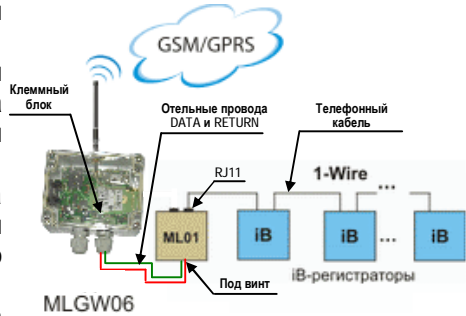 GSM/GPRS
Клеммный
блок
Отельные провода
DATA и RETURN
Телефонный
кабель
RJ11
1-Wire
...
ML01
iB
iB
...
iB
Под винт
iB-регистраторы
MLGW06